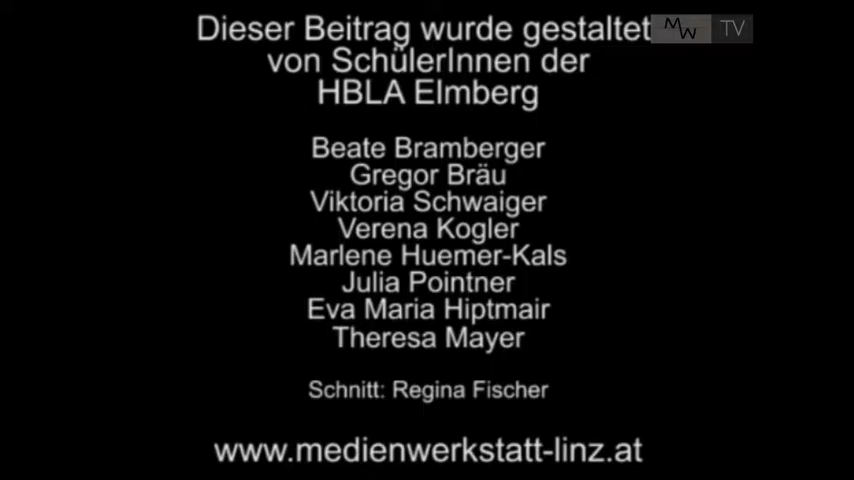 Dieser Beitrag wurde gestaltet
MW TV
von SchülerInnen der
HBLA Elmberg
Beate Bramberger
Gregor Bräu
Viktoria Schwaiger
Verena Kogler
Marlene Huemer-Kals
Julia Pointner
Eva Maria Hiptmair
Theresa Mayer
Schnitt: Regina Fischer
www.medienwerkstatt-linz.at